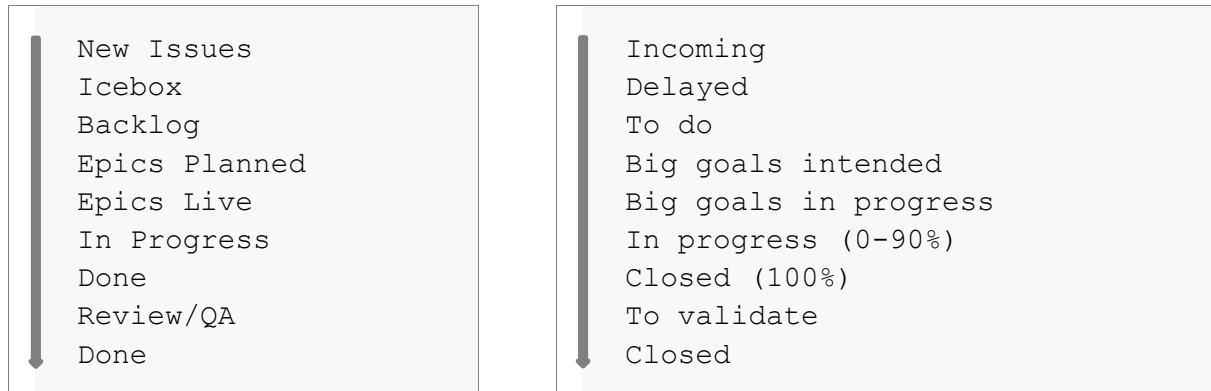 New Issues
Icebox
Backlog
Epics Planned
Epics Live
In Progress
Done
Review/QA
Done
Incoming
Delayed
To do
Big goals intended
Big goals in progress
In progress (0-90%)
Closed (100%)
To validate
Closed